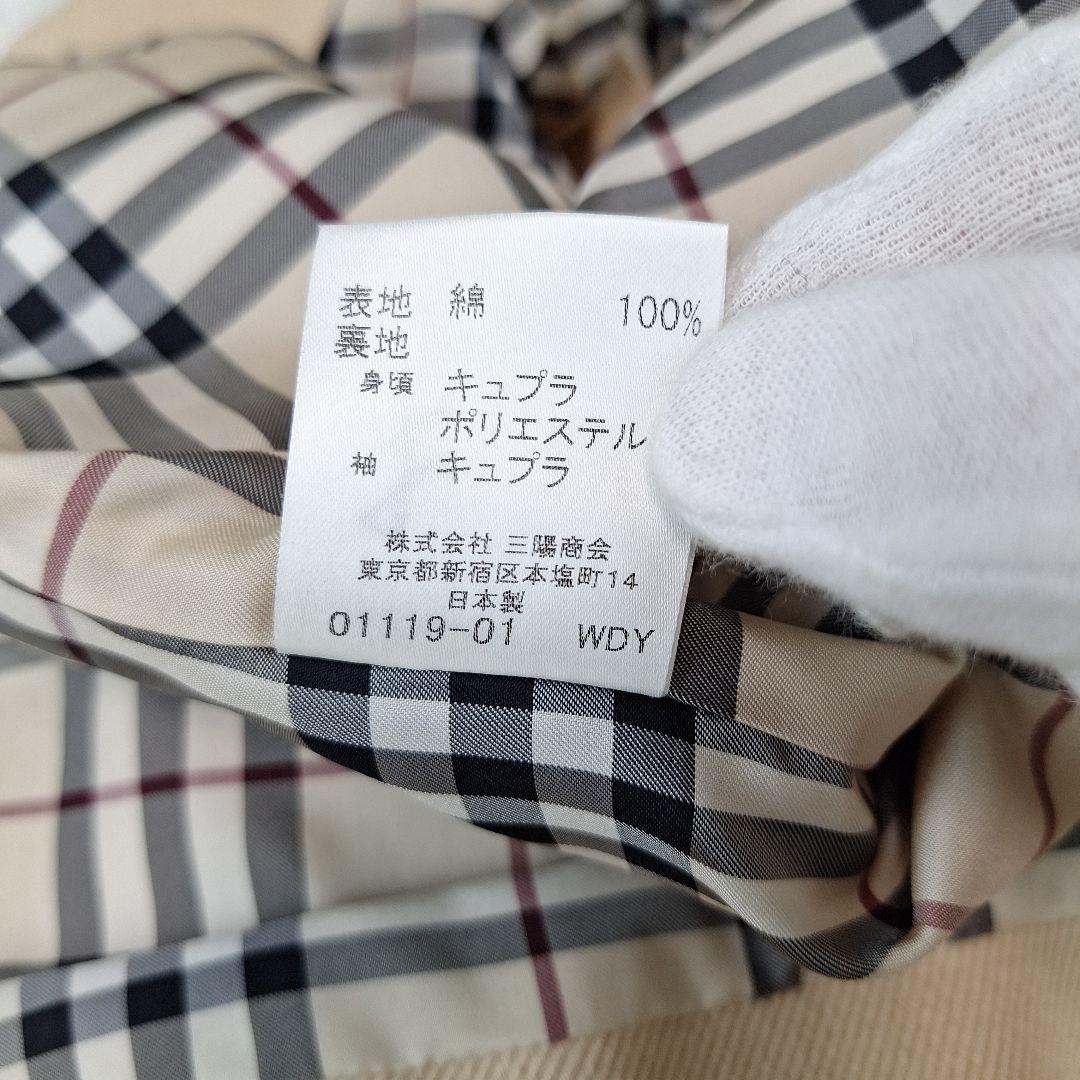 表地 綿 100%
裏地
身頃 キュプラ
ポリエステル
袖 キュプラ
株式会社 三陽商会
東京都新宿区本塩町14
日本製
01119-01 WDY